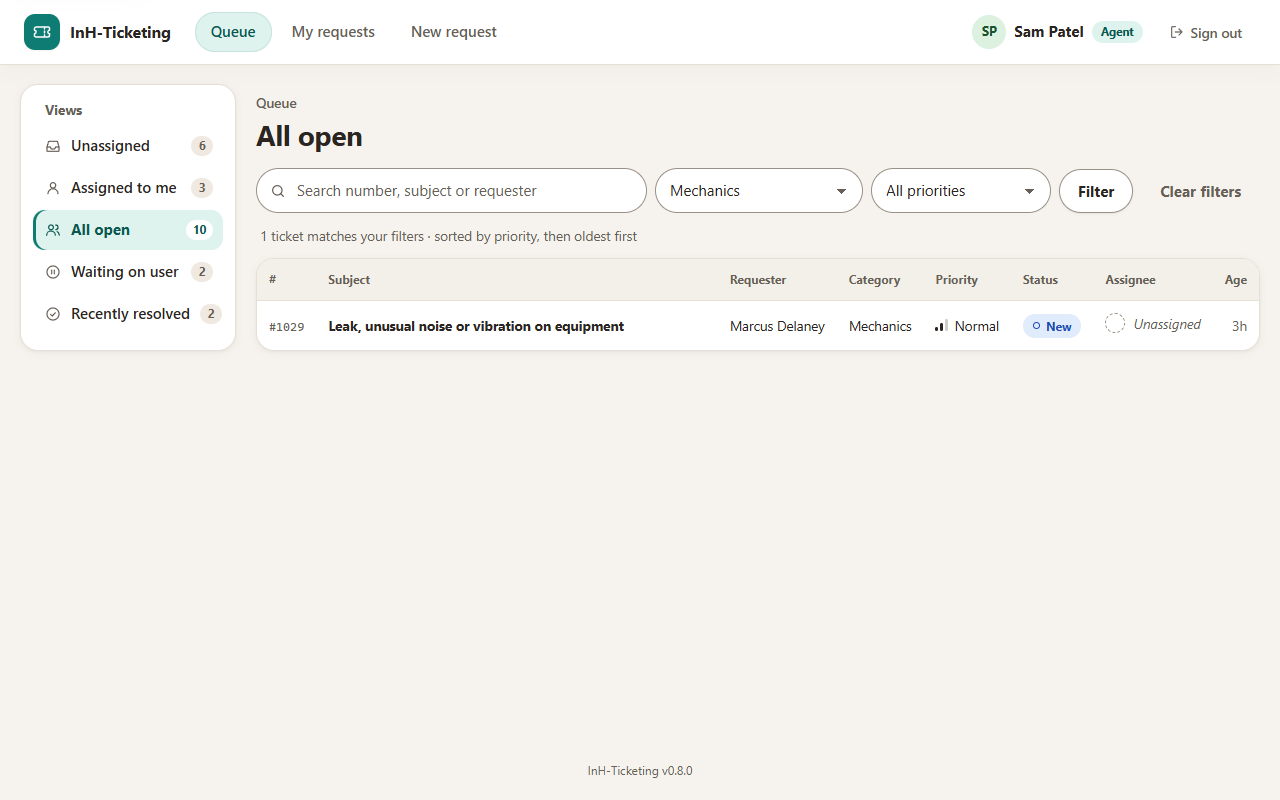 InH-Ticketing
Queue
My requests
New request
SP
Sam Patel
Agent
Sign out
Views
Unassigned 6
Assigned to me 3
All open 10
Waiting on user 2
Recently resolved 2
Queue
All open
Search number, subject or requester
Mechanics
All priorities
Filter
Clear filters
1 ticket matches your filters · sorted by priority, then oldest first
# Subject Requester Category Priority Status Assignee Age
#1029 Leak, unusual noise or vibration on equipment Marcus Delaney Mechanics Normal New Unassigned 3h
InH-Ticketing v0.8.0